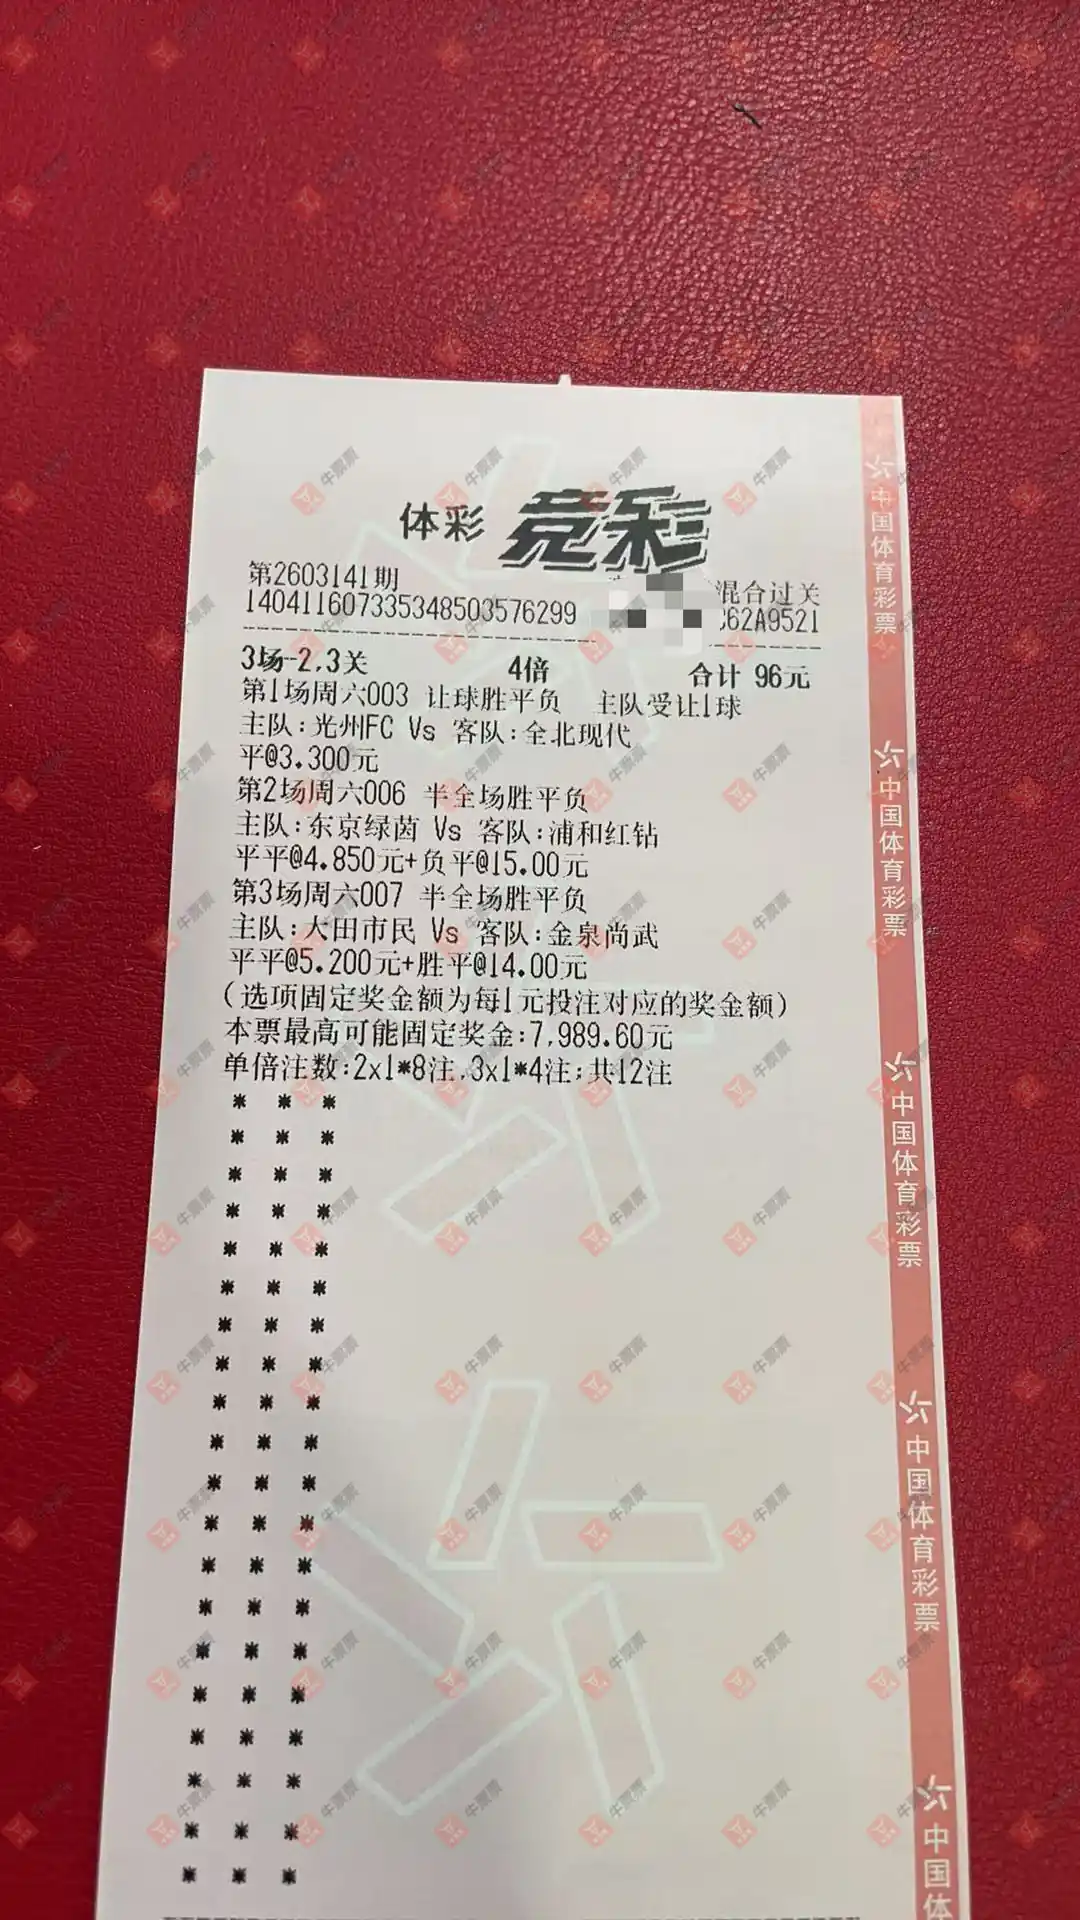 体彩 竞彩
第2603141期 混合过关
140411607335348503576299 C62A9521
3场-2,3关 4倍 合计 96元
第1场周六003 让球胜平负 主队受让1球
主队:光州FC Vs 客队:全北现代
平@3.300元
第2场周六006 半全场胜平负
主队:东京绿茵 Vs 客队:浦和红钻
平平@4.850元+负平@15.00元
第3场周六007 半全场胜平负
主队:大田市民 Vs 客队:金泉尚武
平平@5.200元+胜平@14.00元
(选项固定奖金额为每1元投注对应的奖金额)
本票最高可能固定奖金:7,989.60元
单倍注数:2x1*8注,3x1*4注;共12注
中国体育彩票
中国体育彩票
中国体育彩票
中国体育彩票
中国体
牛票票